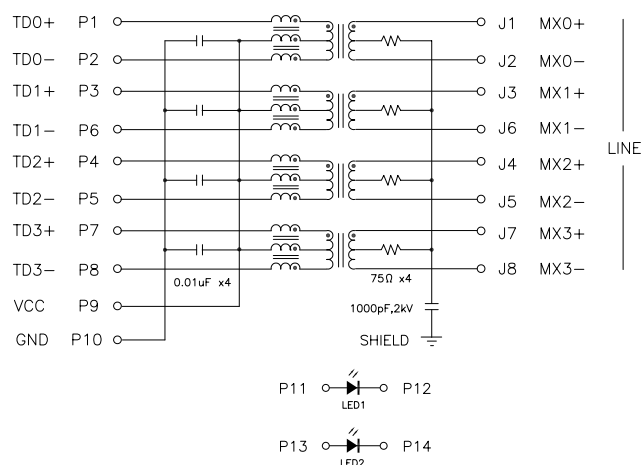 TD0+ P1 J1 MX0+
TD0- P2 J2 MX0-
TD1+ P3 J3 MX1+
TD1- P6 J6 MX1-
LINE
TD2+ P4 J4 MX2+
TD2- P5 J5 MX2-
TD3+ P7 J7 MX3+
TD3- P8 J8 MX3-
0.01uF x4 75Ω x4
VCC P9 1000pF,2kV
GND P10 SHIELD
P11 P12
LED1
P13 P14
LED2